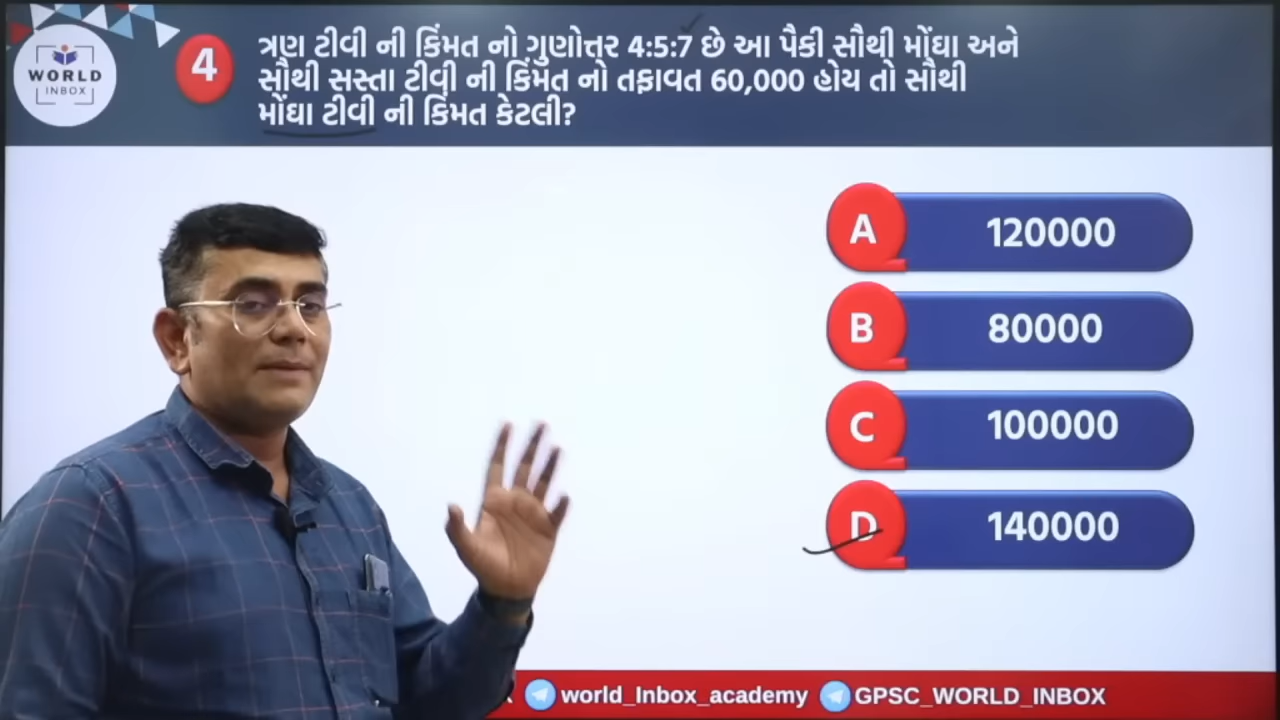 WORLD
INBOX
4
ત્રણ ટીવી ની કિંમત નો ગુણોત્તર 4:5:7 છે આ પૈકી સૌથી મોંઘા અને
સૌથી સસ્તા ટીવી ની કિંમત નો તફાવત 60,000 હોય તો સૌથી
મોંઘા ટીવી ની કિંમત કેટલી?
A 120000
B 80000
C 100000
D 140000
world_Inbox_academy GPSC_WORLD_INBOX